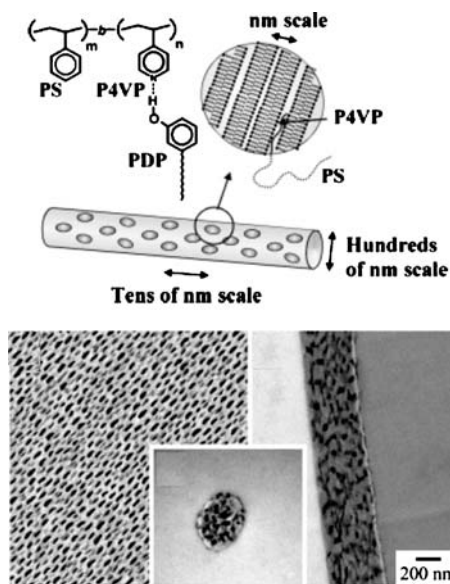 m b n
nm scale
PS P4VP
N
H
O
P4VP
PDP
PS
Hundreds
of nm scale
Tens of nm scale
200 nm